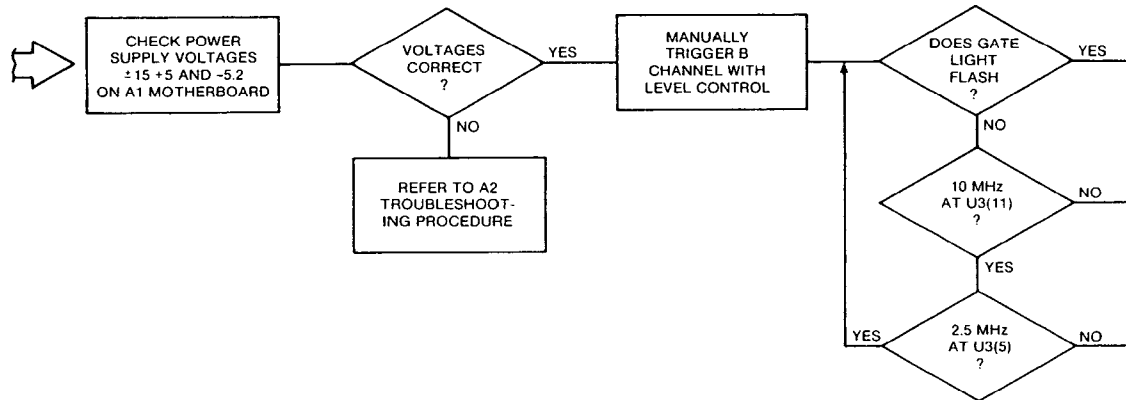 CHECK POWER
SUPPLY VOLTAGES
±15 +5 AND -5.2
ON A1 MOTHERBOARD
VOLTAGES
CORRECT
?
YES
NO
REFER TO A2
TROUBLESHOOT-
ING PROCEDURE
MANUALLY
TRIGGER B
CHANNEL WITH
LEVEL CONTROL
DOES GATE
LIGHT
FLASH
?
YES
NO
10 MHz
AT U3(11)
?
NO
YES
2.5 MHz
AT U3(5)
?
YES
NO